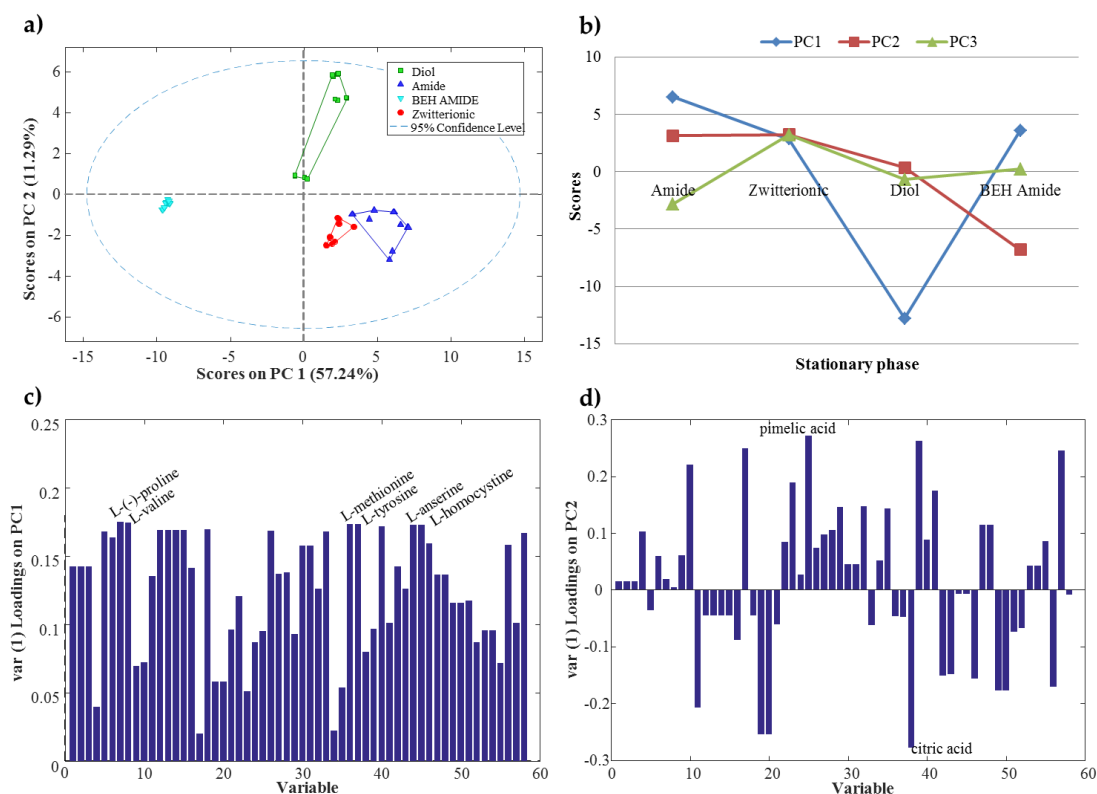 a)
Scores on PC 2 (11.29%)
6
4
2
0
-2
-4
-6
-15
-10
-5
0
5
10
15
Scores on PC 1 (57.24%)
Diol
Amide
BEH AMIDE
Zwitterionic
95% Confidence Level
b)
PC1
PC2
PC3
Scores
10
5
0
-5
-10
-15
Amide
Zwitterionic
Diol
BEH Amide
Stationary phase
c)
var (1) Loadings on PC1
0.25
0.2
0.15
0.1
0.05
0
L-(-)-proline
L-valine
L-methionine
L-tyrosine
L-anserine
L-homocystine
0
10
20
30
40
50
60
Variable
d)
var (1) Loadings on PC2
0.3
0.2
0.1
0
-0.1
-0.2
-0.3
pimelic acid
citric acid
0
10
20
30
40
50
60
Variable